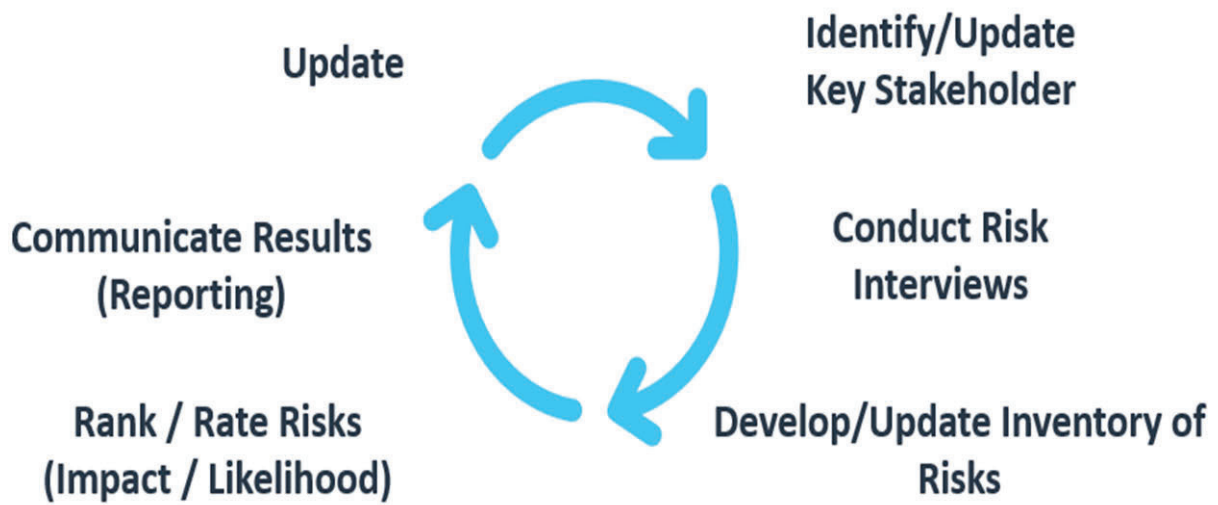 Update
Identify/Update
Key Stakeholder
Conduct Risk
Interviews
Develop/Update Inventory of
Risks
Rank / Rate Risks
(Impact / Likelihood)
Communicate Results
(Reporting)